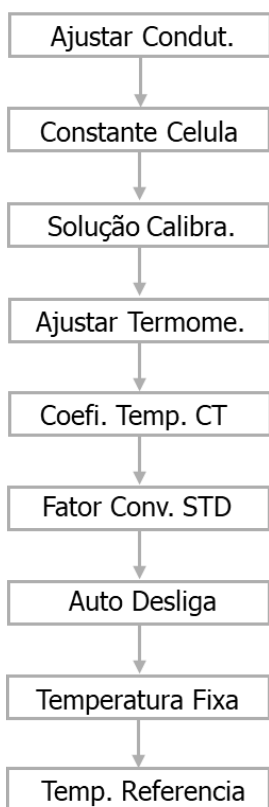 Ajustar Condut.
Constante Celula
Solução Calibra.
Ajustar Termome.
Coefi. Temp. CT
Fator Conv. STD
Auto Desliga
Temperatura Fixa
Temp. Referencia